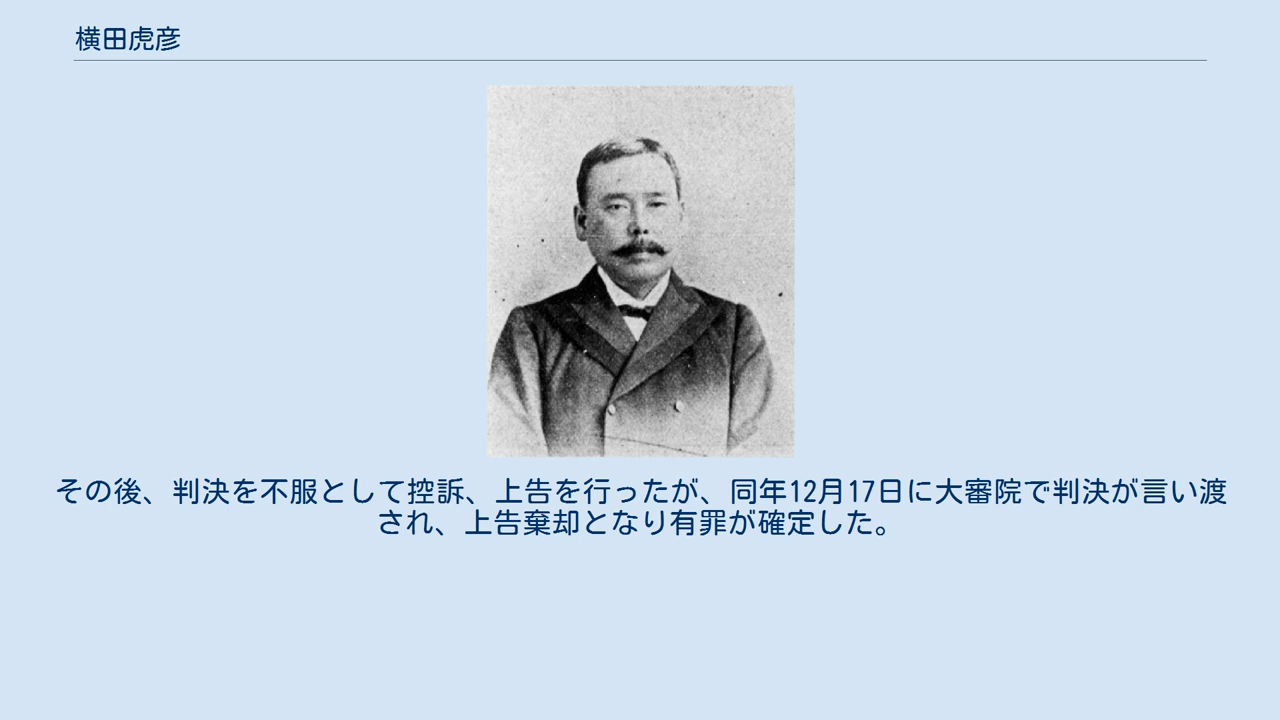 横田虎彦
その後、判決を不服として控訴、上告を行ったが、同年12月17日に大審院で判決が言い渡
され、上告棄却となり有罪が確定した。